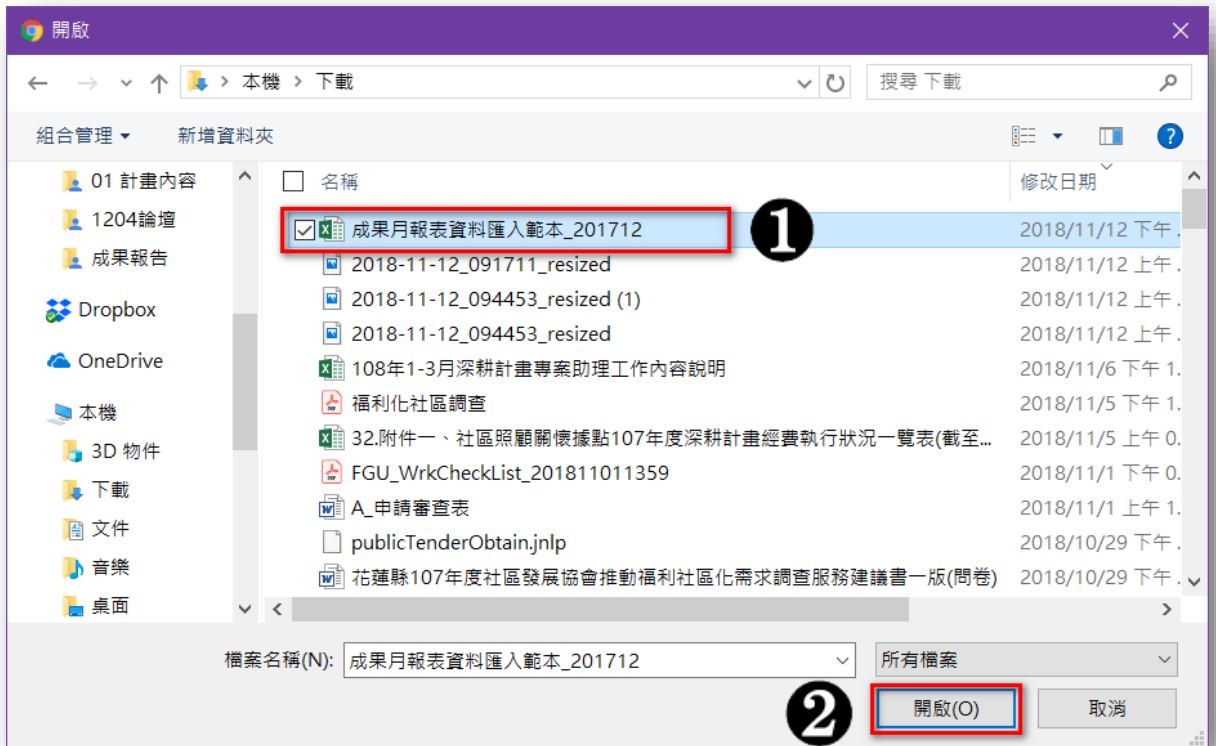 開啟
本機 > 下載
搜尋 下載
組合管理
新增資料夾
?
01 計畫內容
1204論壇
成果報告
Dropbox
OneDrive
本機
3D 物件
下載
文件
音樂
桌面
名稱 修改日期
成果月報表資料匯入範本_201712 2018/11/12 下午 .
1
2018-11-12_091711_resized 2018/11/12 上午 .
2018-11-12_094453_resized (1) 2018/11/12 上午 .
2018-11-12_094453_resized 2018/11/12 上午 .
108年1-3月深耕計畫專案助理工作內容說明 2018/11/6 下午 1.
福利化社區調查 2018/11/5 下午 1.
32.附件一、社區照顧關懷據點107年度深耕計畫經費執行狀況一覽表(截至... 2018/11/5 上午 0.
FGU_WrkCheckList_201811011359 2018/11/1 下午 0.
A_申請審查表 2018/11/1 上午 1.
publicTenderObtain.jnlp 2018/10/29 下午 .
花蓮縣107年度社區發展協會推動福利社區化需求調查服務建議書一版(問卷) 2018/10/29 下午 .
檔案名稱(N): 成果月報表資料匯入範本_201712 所有檔案
2
開啟(O) 取消